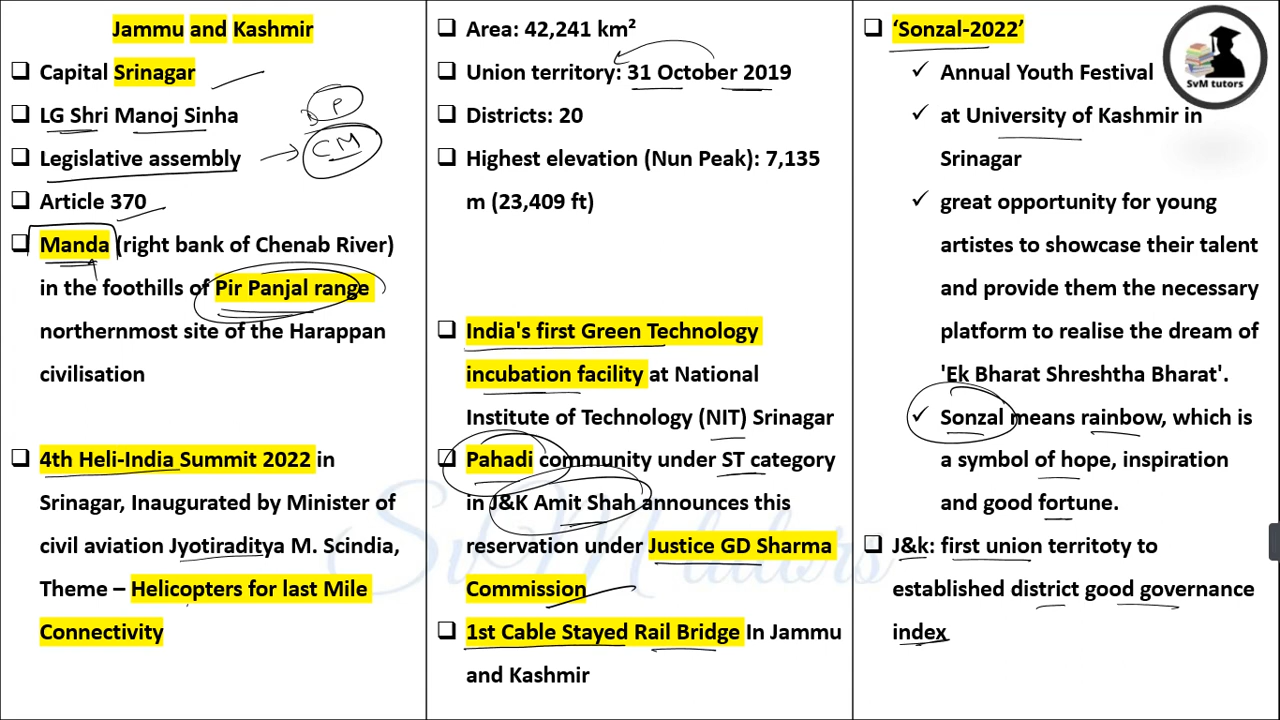 Jammu and Kashmir
Capital Srinagar
LG Shri Manoj Sinha
P
Legislative assembly
CM
Article 370
Manda (right bank of Chenab River)
in the foothills of Pir Panjal range
northernmost site of the Harappan
civilisation
4th Heli-India Summit 2022 in
Srinagar, Inaugurated by Minister of
civil aviation Jyotiraditya M. Scindia,
Theme – Helicopters for last Mile
Connectivity
Area: 42,241 km²
Union territory: 31 October 2019
Districts: 20
Highest elevation (Nun Peak): 7,135
m (23,409 ft)
India's first Green Technology
incubation facility at National
Institute of Technology (NIT) Srinagar
Pahadi community under ST category
in J&K Amit Shah announces this
reservation under Justice GD Sharma
Commission
1st Cable Stayed Rail Bridge In Jammu
and Kashmir
‘Sonzal-2022’
Annual Youth Festival
at University of Kashmir in
Srinagar
great opportunity for young
artistes to showcase their talent
and provide them the necessary
platform to realise the dream of
'Ek Bharat Shreshtha Bharat'.
Sonzal means rainbow, which is
a symbol of hope, inspiration
and good fortune.
J&k: first union territoty to
established district good governance
index
SvM tutors
SvM tutors